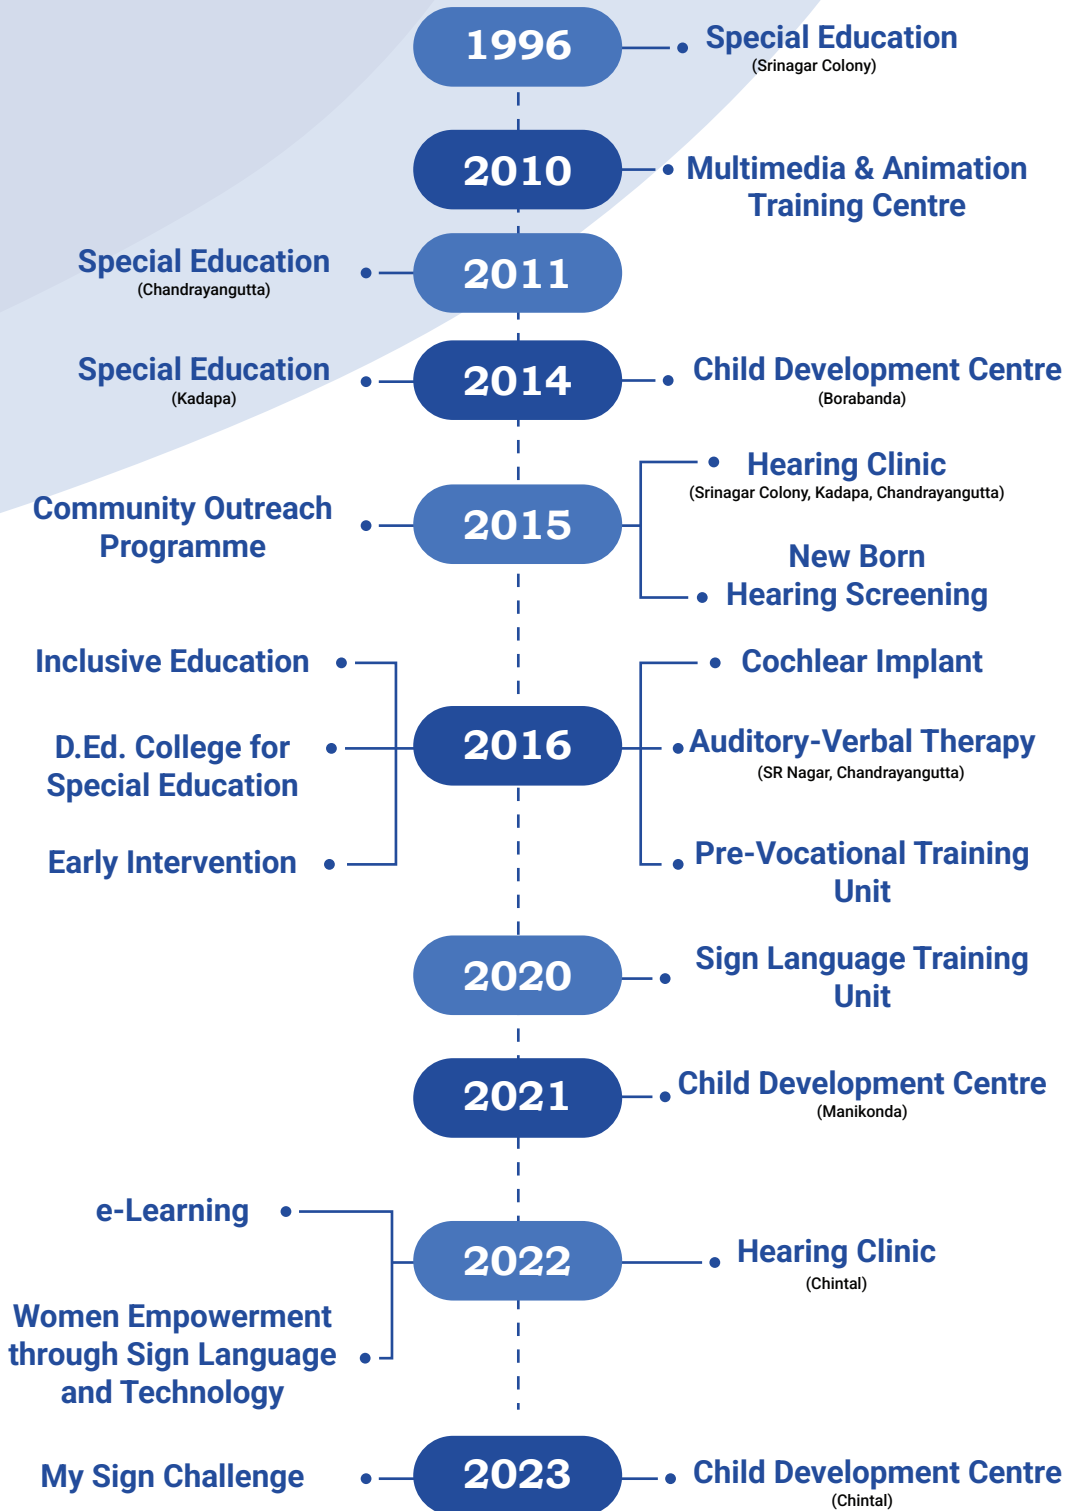 1996
Special Education
(Srinagar Colony)
2010
Multimedia & Animation
Training Centre
Special Education
(Chandrayangutta)
2011
Special Education
(Kadapa)
2014
Child Development Centre
(Borabanda)
Community Outreach
Programme
2015
Hearing Clinic
(Srinagar Colony, Kadapa, Chandrayangutta)
New Born
Hearing Screening
Inclusive Education
D.Ed. College for
Special Education
Early Intervention
2016
Cochlear Implant
Auditory-Verbal Therapy
(SR Nagar, Chandrayangutta)
Pre-Vocational Training
Unit
2020
Sign Language Training
Unit
2021
Child Development Centre
(Manikonda)
e-Learning
Women Empowerment
through Sign Language
and Technology
2022
Hearing Clinic
(Chintal)
My Sign Challenge
2023
Child Development Centre
(Chintal)